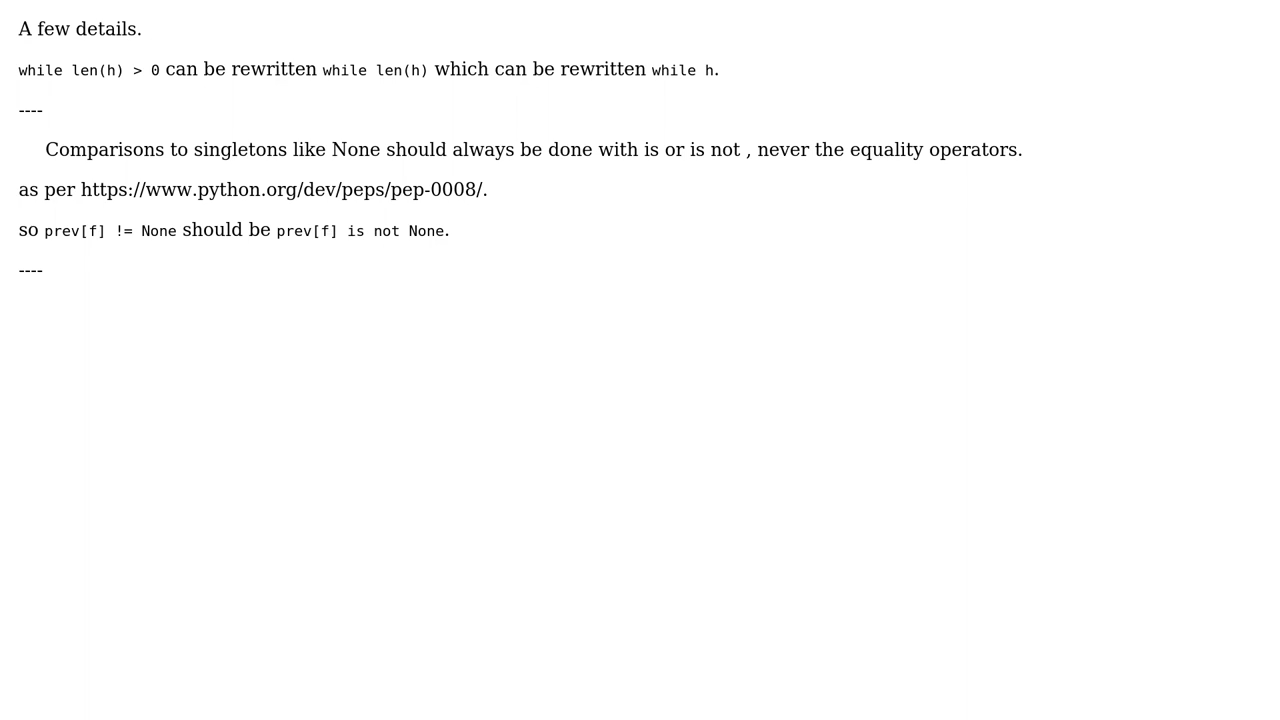 A few details.
while len(h) > 0 can be rewritten while len(h) which can be rewritten while h.
----
Comparisons to singletons like None should always be done with is or is not , never the equality operators.
as per https://www.python.org/dev/peps/pep-0008/.
so prev[f] != None should be prev[f] is not None.
----